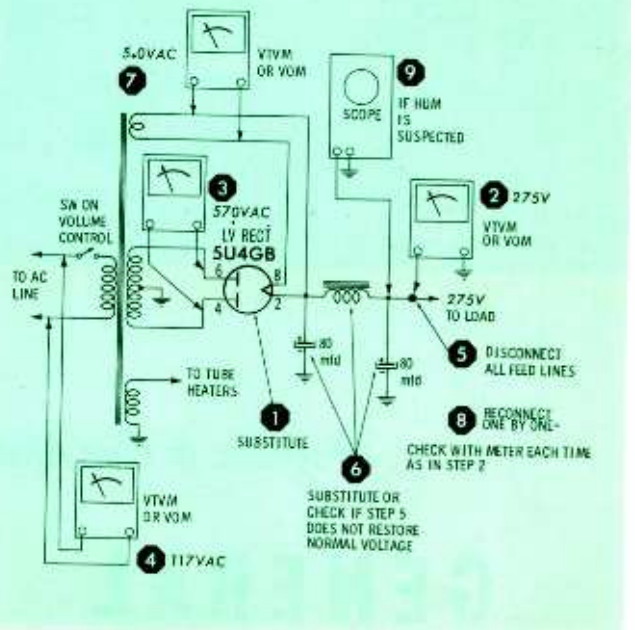 5.0VAC
7
VTVM
OR VOM
9
SCOPE
IF HUM
IS
SUSPECTED
3
570VAC
LV RECT
5U4GB
2
275V
VTVM
OR VOM
SW ON
VOLUME
CONTROL
TO AC
LINE
6
8
4
2
275V
TO LOAD
80
mfd
80
mfd
5
DISCONNECT
ALL FEED LINES
TO TUBE
HEATERS
1
SUBSTITUTE
8
RECONNECT
ONE BY ONE-
CHECK WITH METER EACH TIME
AS IN STEP 2
6
SUBSTITUTE OR
CHECK IF STEP 5
DOES NOT RESTORE
NORMAL VOLTAGE
VTVM
OR VOM
4
117VAC
GENERAL